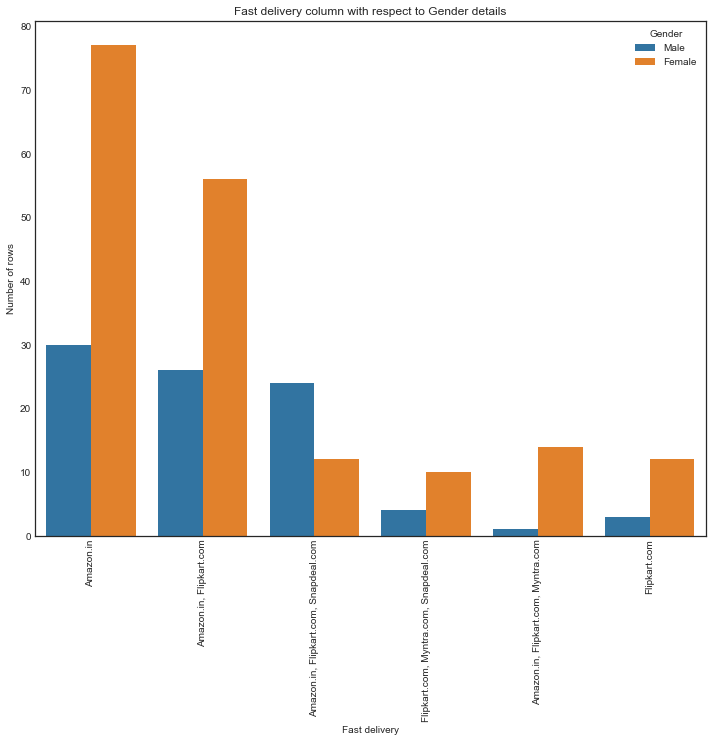 Fast delivery column with respect to Gender details
Gender
Male
Female
Number of rows
80
70
60
50
40
30
20
10
0
Amazon.in
Amazon.in, Flipkart.com
Amazon.in, Flipkart.com, Snapdeal.com
Flipkart.com, Myntra.com, Snapdeal.com
Amazon.in, Flipkart.com, Myntra.com
Flipkart.com
Fast delivery